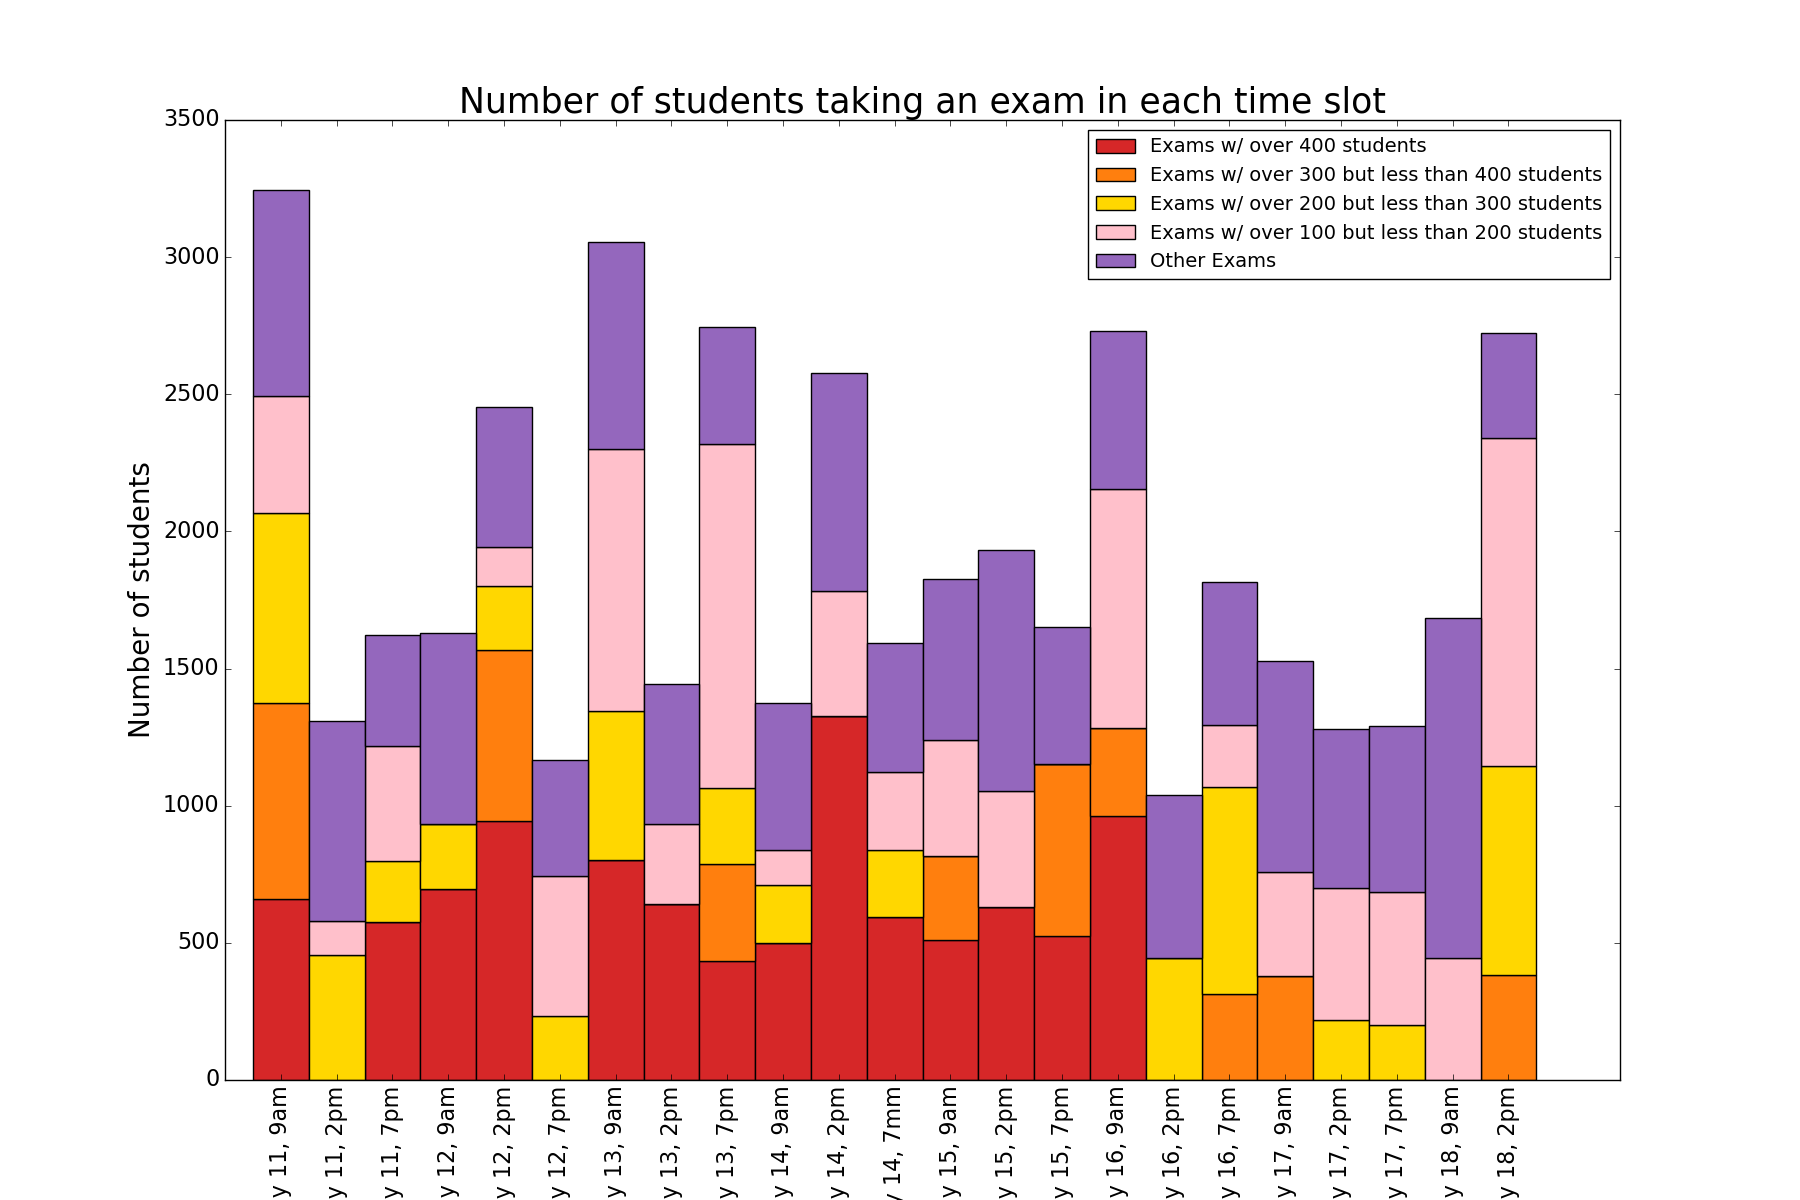 Number of students taking an exam in each time slot
Number of students
3500
3000
2500
2000
1500
1000
500
0
Exams w/ over 400 students
Exams w/ over 300 but less than 400 students
Exams w/ over 200 but less than 300 students
Exams w/ over 100 but less than 200 students
Other Exams
y 11, 9am
y 11, 2pm
y 11, 7pm
y 12, 9am
y 12, 2pm
y 12, 7pm
y 13, 9am
y 13, 2pm
y 13, 7pm
y 14, 9am
y 14, 2pm
y 14, 7mm
y 15, 9am
y 15, 2pm
y 15, 7pm
y 16, 9am
y 16, 2pm
y 16, 7pm
y 17, 9am
y 17, 2pm
y 17, 7pm
y 18, 9am
y 18, 2pm